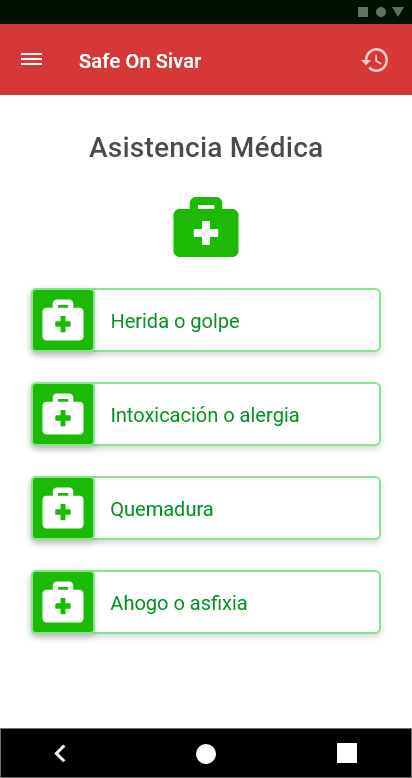 Safe On Sivar
Asistencia Médica
Herida o golpe
Intoxicación o alergia
Quemadura
Ahogo o asfixia